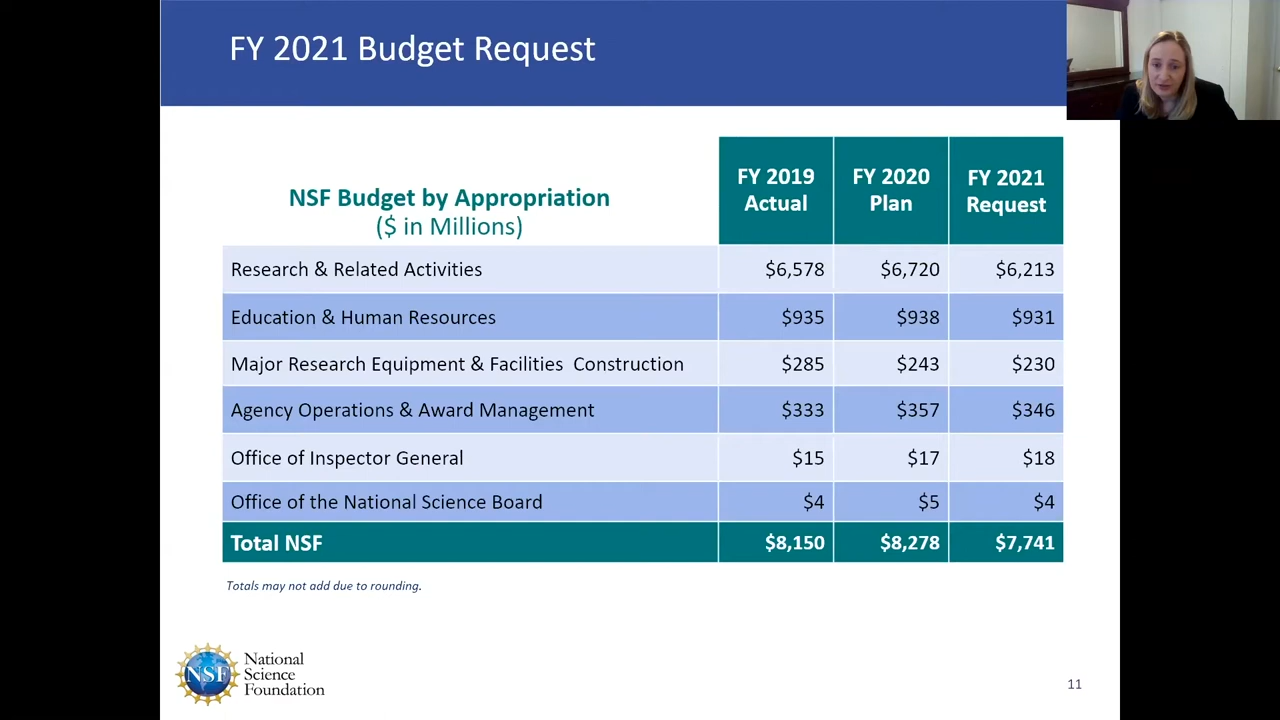 FY 2021 Budget Request
NSF Budget by Appropriation
($ in Millions)
FY 2019
Actual
FY 2020
Plan
FY 2021
Request
Research & Related Activities $6,578 $6,720 $6,213
Education & Human Resources $935 $938 $931
Major Research Equipment & Facilities Construction $285 $243 $230
Agency Operations & Award Management $333 $357 $346
Office of Inspector General $15 $17 $18
Office of the National Science Board $4 $5 $4
Total NSF $8,150 $8,278 $7,741
Totals may not add due to rounding.
NSF
National
Science
Foundation
11